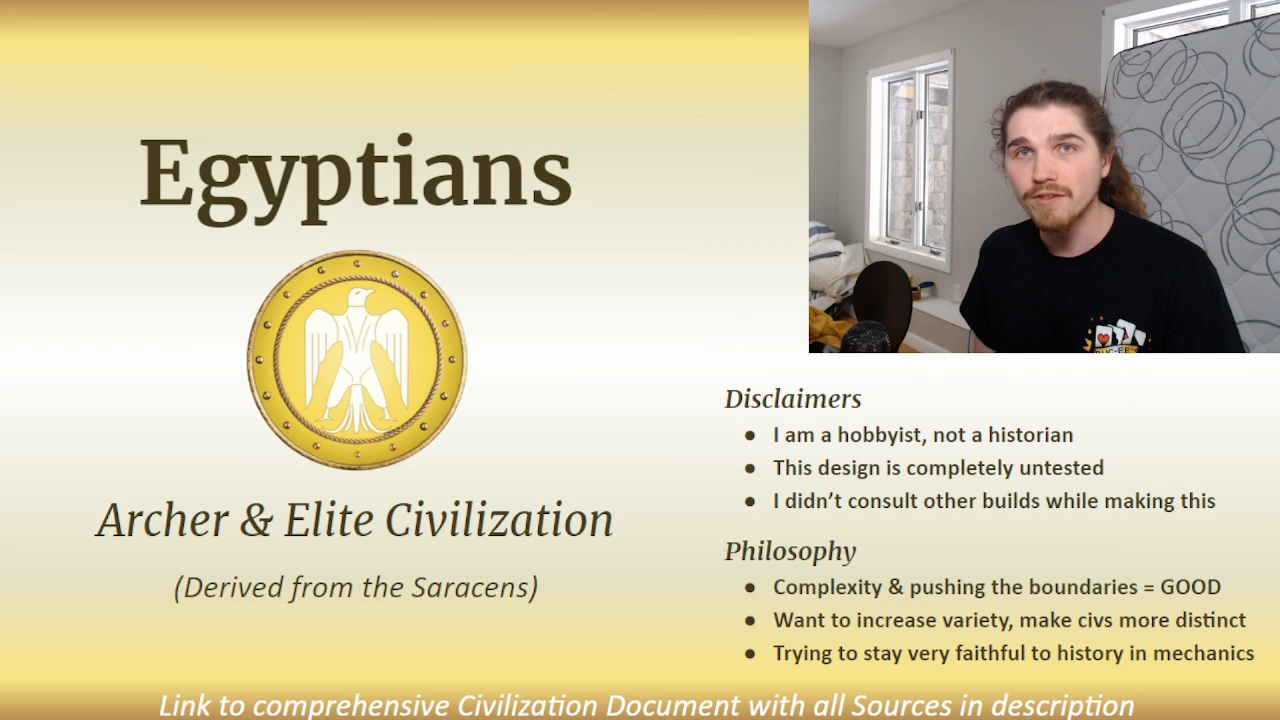 Egyptians
Archer & Elite Civilization
(Derived from the Saracens)
Disclaimers
● I am a hobbyist, not a historian
● This design is completely untested
● I didn’t consult other builds while making this
Philosophy
● Complexity & pushing the boundaries = GOOD
● Want to increase variety, make civs more distinct
● Trying to stay very faithful to history in mechanics
Link to comprehensive Civilization Document with all Sources in description